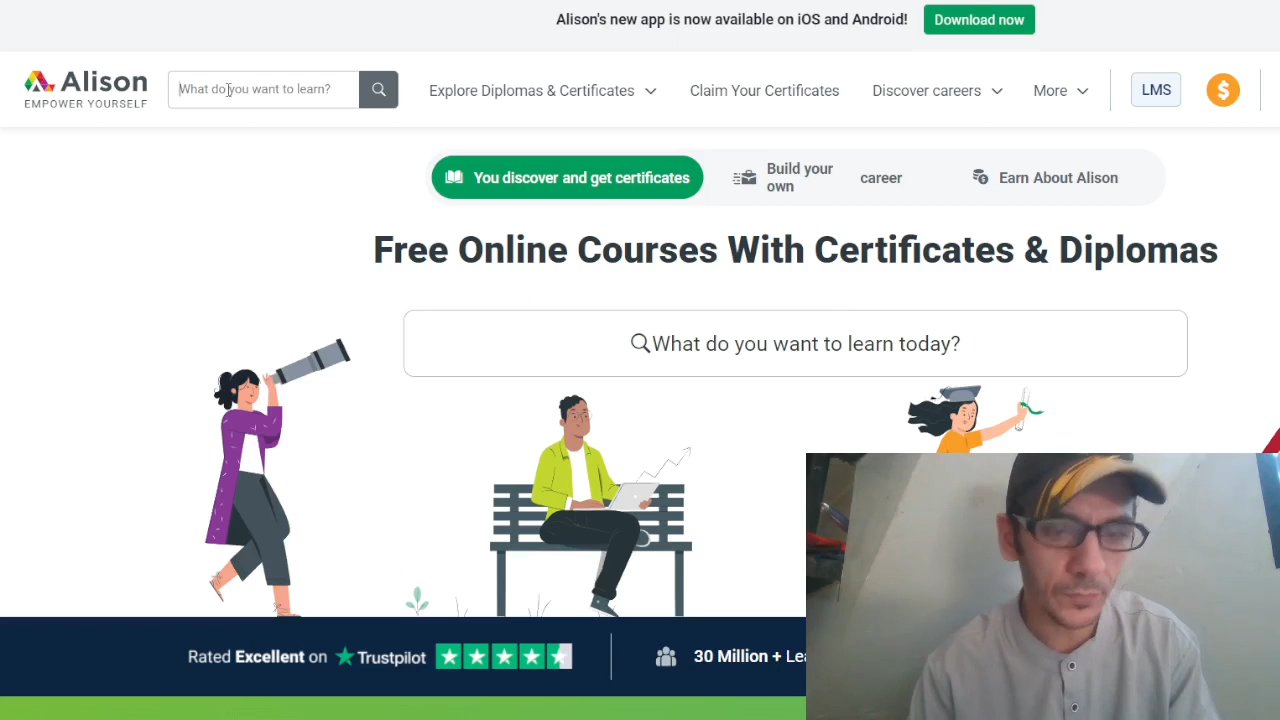 Alison's new app is now available on iOS and Android!
Download now
Alison
EMPOWER YOURSELF
What do you want to learn?
Explore Diplomas & Certificates
Claim Your Certificates
Discover careers
More
LMS
$
You discover and get certificates
Build your
own
career
Earn About Alison
Free Online Courses With Certificates & Diplomas
What do you want to learn today?
Rated Excellent on Trustpilot
30 Million +